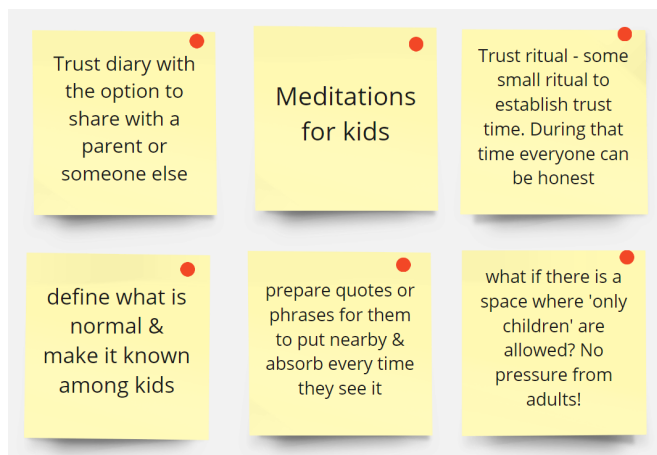 Trust diary with
the option to
share with a
parent or
someone else
Meditations
for kids
Trust ritual - some
small ritual to
establish trust
time. During that
time everyone can
be honest
define what is
normal &
make it known
among kids
prepare quotes or
phrases for them
to put nearby &
absorb every time
they see it
what if there is a
space where 'only
children' are
allowed? No
pressure from
adults!